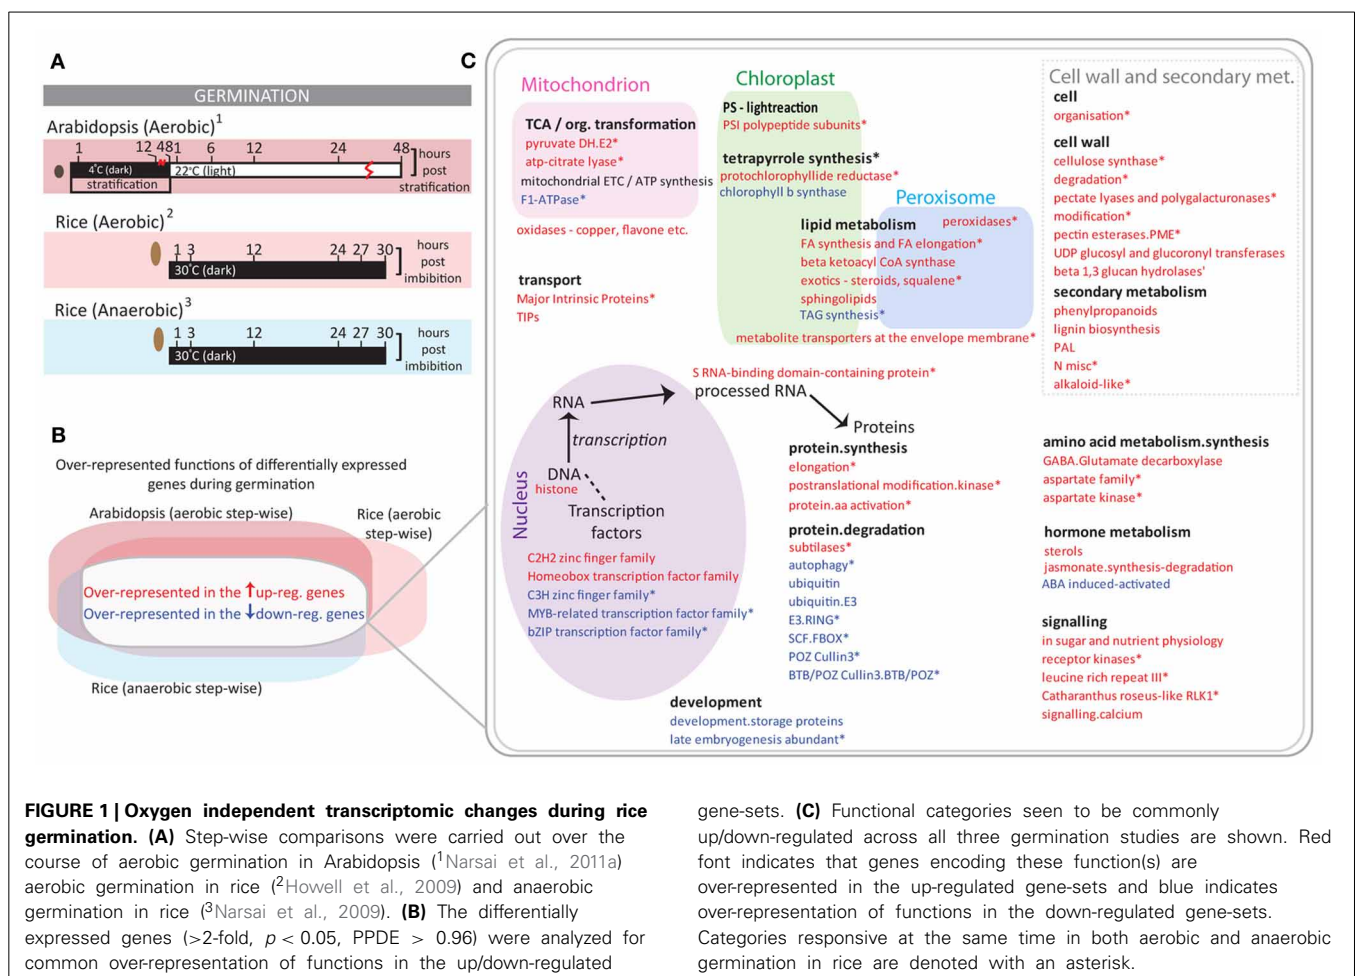 A
GERMINATION
Arabidopsis (Aerobic)1
1 12 48 1 6 12 24 48
4°C (dark) 22°C (light)
stratification
hours
post
stratification
Rice (Aerobic)2
1 3 12 24 27 30
30°C (dark)
hours
post
imbibition
Rice (Anaerobic)3
1 3 12 24 27 30
30°C (dark)
hours
post
imbibition
B
Over-represented functions of differentially expressed
genes during germination
Arabidopsis (aerobic step-wise)
Rice (aerobic
step-wise)
Over-represented in the ↑up-reg. genes
Over-represented in the ↓down-reg. genes
Rice (anaerobic step-wise)
C
Mitochondrion
TCA / org. transformation
pyruvate DH.E2*
atp-citrate lyase*
mitochondrial ETC / ATP synthesis
F1-ATPase*
oxidases - copper, flavone etc.
transport
Major Intrinsic Proteins*
TIPs
Chloroplast
PS - lightreaction
PSI polypeptide subunits*
tetrapyrrole synthesis*
protochlorophyllide reductase*
chlorophyll b synthase
Peroxisome
peroxidases*
lipid metabolism
FA synthesis and FA elongation*
beta ketoacyl CoA synthase
exotics - steroids, squalene*
sphingolipids
TAG synthesis*
metabolite transporters at the envelope membrane*
Cell wall and secondary met.
cell
organisation*
cell wall
cellulose synthase*
degradation*
pectate lyases and polygalacturonases*
modification*
pectin esterases.PME*
UDP glucosyl and glucoronyl transferases
beta 1,3 glucan hydrolases'
secondary metabolism
phenylpropanoids
lignin biosynthesis
PAL
N misc*
alkaloid-like*
Nucleus
S RNA-binding domain-containing protein*
RNA
processed RNA
transcription
Proteins
DNA
histone
Transcription
factors
C2H2 zinc finger family
Homeobox transcription factor family
C3H zinc finger family*
MYB-related transcription factor family*
bZIP transcription factor family*
protein.synthesis
elongation*
postranslational modification.kinase*
protein.aa activation*
protein.degradation
subtilases*
autophagy*
ubiquitin
ubiquitin.E3
E3.RING*
SCF.FBOX*
POZ Cullin3*
BTB/POZ Cullin3.BTB/POZ*
development
development.storage proteins
late embryogenesis abundant*
amino acid metabolism.synthesis
GABA.Glutamate decarboxylase
aspartate family*
aspartate kinase*
hormone metabolism
sterols
jasmonate.synthesis-degradation
ABA induced-activated
signalling
in sugar and nutrient physiology
receptor kinases*
leucine rich repeat III*
Catharanthus roseus-like RLK1*
signalling.calcium
FIGURE 1 | Oxygen independent transcriptomic changes during rice
germination. (A) Step-wise comparisons were carried out over the
course of aerobic germination in Arabidopsis (1Narsai et al., 2011a)
aerobic germination in rice (2Howell et al., 2009) and anaerobic
germination in rice (3Narsai et al., 2009). (B) The differentially
expressed genes (>2-fold, p < 0.05, PPDE > 0.96) were analyzed for
common over-representation of functions in the up/down-regulated
gene-sets. (C) Functional categories seen to be commonly
up/down-regulated across all three germination studies are shown. Red
font indicates that genes encoding these function(s) are
over-represented in the up-regulated gene-sets and blue indicates
over-representation of functions in the down-regulated gene-sets.
Categories responsive at the same time in both aerobic and anaerobic
germination in rice are denoted with an asterisk.